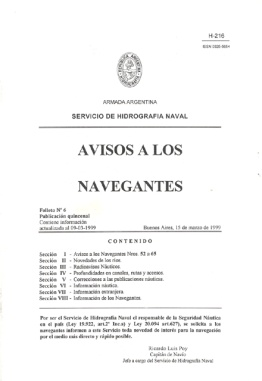 H-216
ARMADA ARGENTINA
SERVICIO DE HIDROGRAFIA NAVAL
AVISOS A LOS
NAVEGANTES
Folleto Nº 6
Publicación quincenal
Contiene información
actualizada al 09-03-1999
Buenos Aires, 15 de marzo de 1999
CONTENIDO
Sección I - Avisos a los Navegantes Nros. 52 a 65
Sección II - Novedades de los ríos.
Sección III - Radioavisos Náuticos.
Sección IV - Profundidades en canales, rutas y accesos.
Sección V - Correcciones a las publicaciones náuticas.
Sección VI - Información náutica.
Sección VII - Información extranjera.
Sección VIII - Información de los Navegantes.
Por ser el Servicio de Hidrografía Naval el responsable de la Seguridad Náutica
en el país (Ley 19.922, art.2º Inc.a) y Ley 20.094 art.627), se solicita a los
navegantes informen a este Servicio toda novedad de interés para la navegación
por el medio más directo y rápido posible.
Capitán de Navío
Jefe a cargo del Servicio de Hidrografía Naval